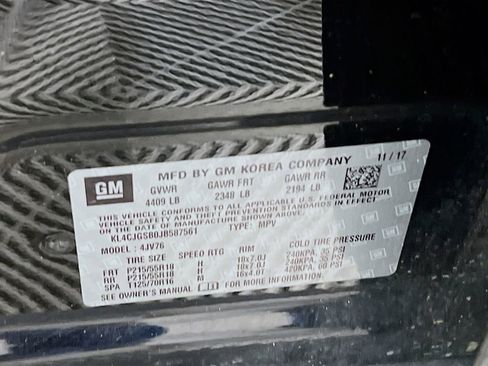 MFD BY GM KOREA COMPANY 11/17
GM
GVWR GAWR FRT GAWR RR
4409 LB 2348 LB 2194 LB
THIS VEHICLE CONFORMS TO ALL APPLICABLE U.S. FEDERAL MOTOR
VEHICLE SAFETY AND THEFT PREVENTION STANDARDS IN EFFECT
ON THE DATE OF MANUFACTURE SHOWN ABOVE.
KL4CJGSB0JB587561 TYPE: MPV
MODEL: 4JV76
TIRE SIZE SPEED RTG RIM COLD TIRE PRESSURE
FRT P215/55R18 H 18x7.0J 240KPA, 35 PSI
RR P215/55R18 H 18x7.0J 240KPA, 35 PSI
SPA T125/70R16 M 16x4.0T 420KPA, 60 PSI
SEE OWNER'S MANUAL FOR MORE INFORMATION.